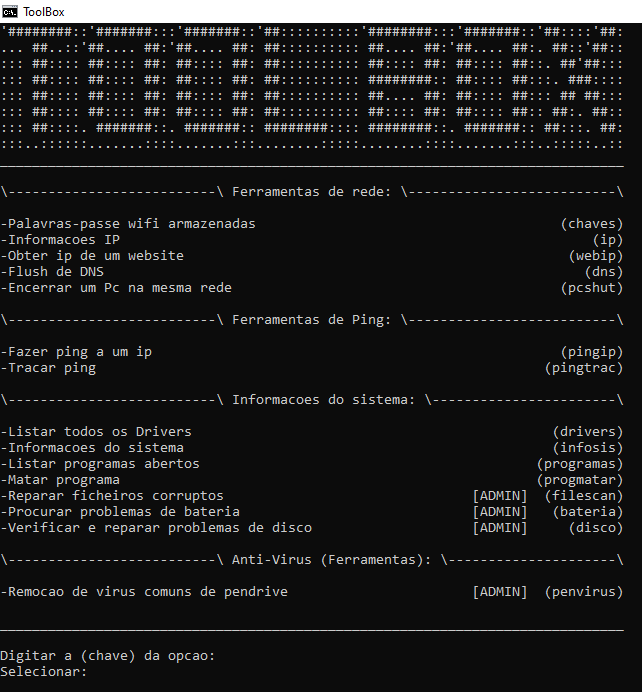 ToolBox
'########::'#######:::'#######::'##::::::::::'########:::'#######::'##::::'##:
... ##..::'##.... ##:'##.... ##: ##:::::::::: ##.... ##:'##.... ##:. ##::'##::
::: ##:::: ##:::: ##: ##:::: ##: ##:::::::::: ##:::: ##: ##:::: ##::. ##'##:::
::: ##:::: ##:::: ##: ##:::: ##: ##:::::::::: ########:: ##:::: ##:::. ###::::
::: ##:::: ##:::: ##: ##:::: ##: ##:::::::::: ##.... ##: ##:::: ##::: ## ##:::
::: ##:::: ##:::: ##: ##:::: ##: ##:::::::::: ##:::: ##: ##:::: ##:: ##:. ##::
::: ##::::. #######::. #######:: ########:::: ########::. #######:: ##:::. ##:
:::..::::::.......::::.......:::........:::::........::::.......:::..:::::..::
\--------------------------\ Ferramentas de rede: \--------------------------\
-Palavras-passe wifi armazenadas (chaves)
-Informacoes IP (ip)
-Obter ip de um website (webip)
-Flush de DNS (dns)
-Encerrar um Pc na mesma rede (pcshut)
\--------------------------\ Ferramentas de Ping: \--------------------------\
-Fazer ping a um ip (pingip)
-Tracar ping (pingtrac)
\--------------------------\ Informacoes do sistema: \-----------------------\
-Listar todos os Drivers (drivers)
-Informacoes do sistema (infosis)
-Listar programas abertos (programas)
-Matar programa (progmatar)
-Reparar ficheiros corruptos [ADMIN] (filescan)
-Procurar problemas de bateria [ADMIN] (bateria)
-Verificar e reparar problemas de disco [ADMIN] (disco)
\--------------------------\ Anti-Virus (Ferramentas): \---------------------\
-Remocao de virus comuns de pendrive [ADMIN] (penvirus)
Digitar a (chave) da opcao:
Selecionar: